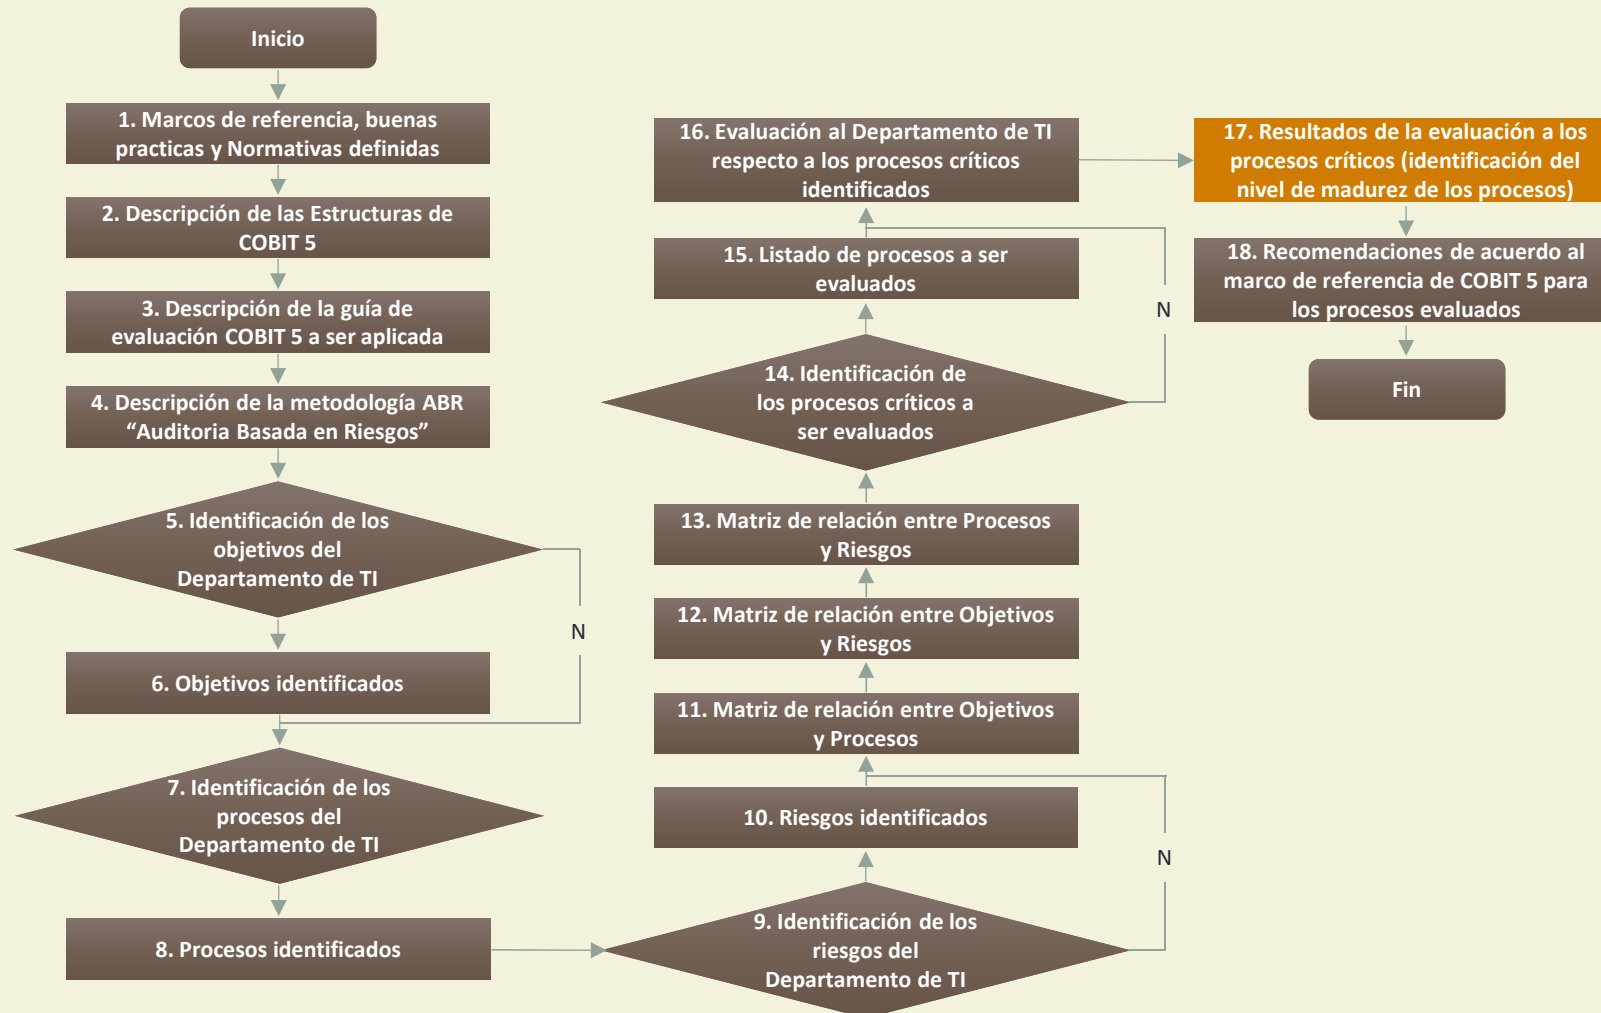 Inicio
1. Marcos de referencia, buenas
practicas y Normativas definidas
2. Descripción de las Estructuras de
COBIT 5
3. Descripción de la guía de
evaluación COBIT 5 a ser aplicada
4. Descripción de la metodología ABR
“Auditoria Basada en Riesgos”
5. Identificación de los
objetivos del
Departamento de TI
N
6. Objetivos identificados
7. Identificación de los
procesos del
Departamento de TI
8. Procesos identificados
9. Identificación de los
riesgos del
Departamento de TI
N
10. Riesgos identificados
11. Matriz de relación entre Objetivos
y Procesos
12. Matriz de relación entre Objetivos
y Riesgos
13. Matriz de relación entre Procesos
y Riesgos
14. Identificación de
los procesos críticos a
ser evaluados
N
15. Listado de procesos a ser
evaluados
16. Evaluación al Departamento de TI
respecto a los procesos críticos
identificados
17. Resultados de la evaluación a los
procesos críticos (identificación del
nivel de madurez de los procesos)
18. Recomendaciones de acuerdo al
marco de referencia de COBIT 5 para
los procesos evaluados
Fin